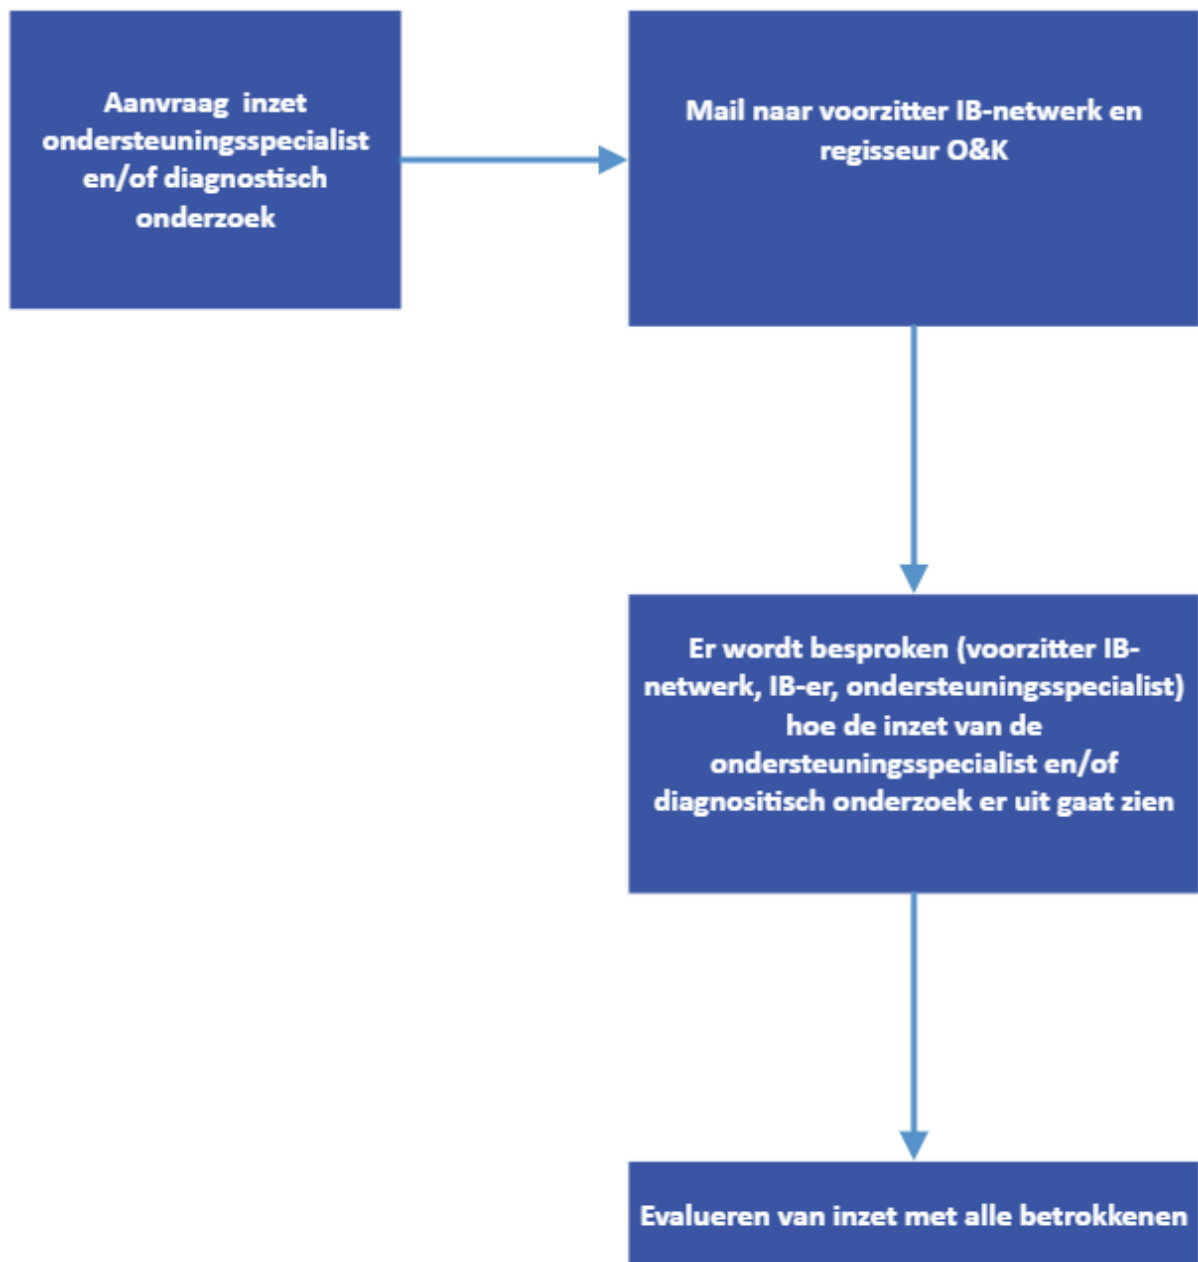 Aanvraag  inzet
ondersteuningsspecialist
en/of diagnostisch
onderzoek
Mail naar voorzitter IB-netwerk en
regisseur O&K
Er wordt besproken (voorzitter IB-
netwerk, IB-er, ondersteuningsspecialist)
hoe de inzet van de
ondersteuningsspecialist en/of
diagnositisch onderzoek er uit gaat zien
Evalueren van inzet met alle betrokkenen